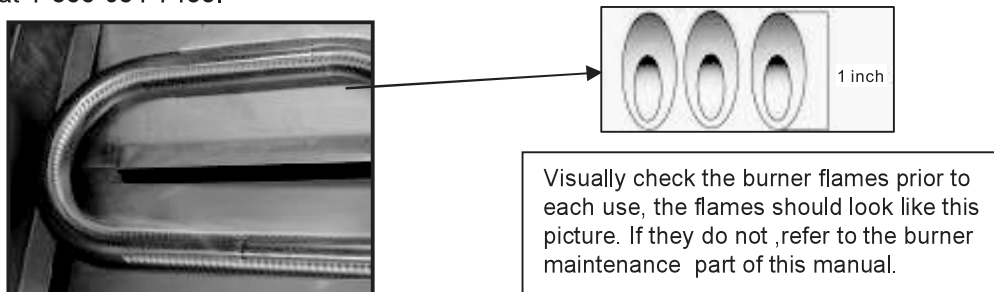 1 inch
Visually check the burner flames prior to
each use, the flames should look like this
picture. If they do not ,refer to the burner
maintenance  part of this manual.